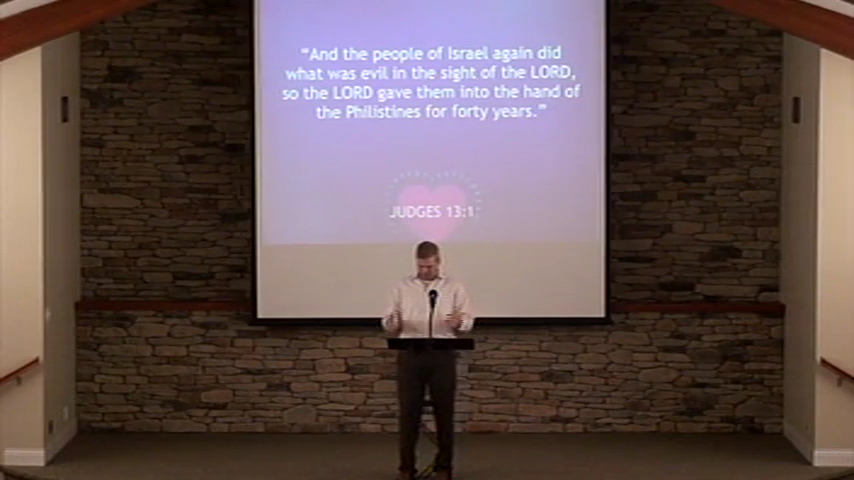 “And the people of Israel again did
what was evil in the sight of the LORD,
so the LORD gave them into the hand of
the Philistines for forty years.”
JUDGES 13:1